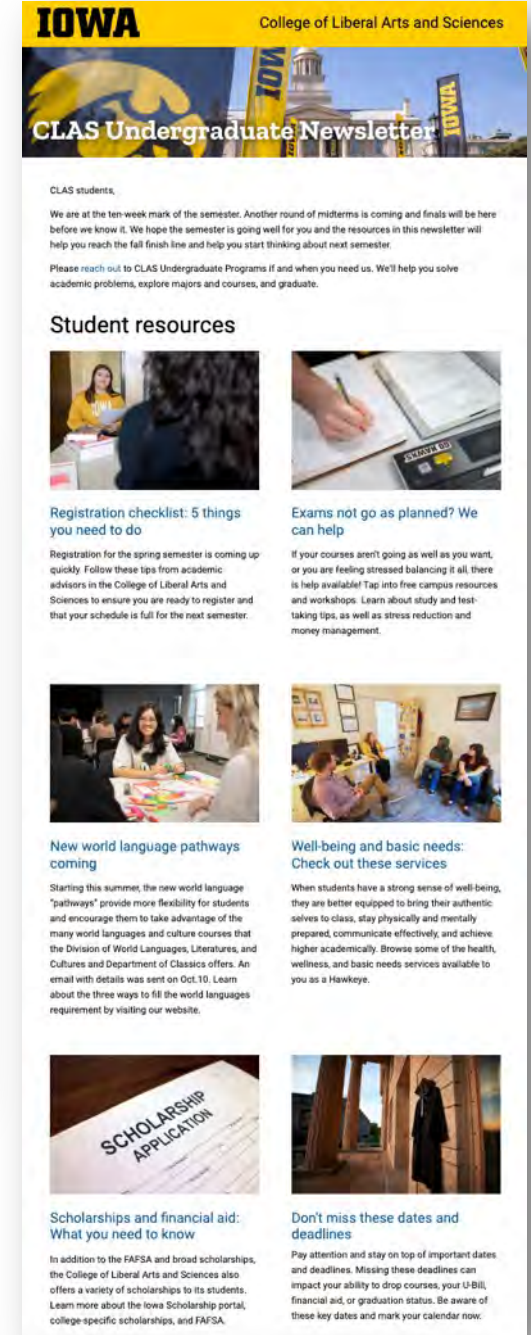 IOWA
College of Liberal Arts and Sciences
IOWA
IOWA
CLAS Undergraduate Newsletter
CLAS students,
We are at the ten-week mark of the semester. Another round of midterms is coming and finals will be here
before we know it. We hope the semester is going well for you and the resources in this newsletter will
help you reach the fall finish line and help you start thinking about next semester.
Please reach out to CLAS Undergraduate Programs if and when you need us. We'll help you solve
academic problems, explore majors and courses, and graduate.
Student resources
IOWA
GO HAWKS
Registration checklist: 5 things
you need to do
Registration for the spring semester is coming up
quickly. Follow these tips from academic
advisors in the College of Liberal Arts and
Sciences to ensure you are ready to register and
that your schedule is full for the next semester.
Exams not go as planned? We
can help
If your courses aren't going as well as you want,
or you are feeling stressed balancing it all, there
is help available! Tap into free campus resources
and workshops. Learn about study and test-
taking tips, as well as stress reduction and
money management.
New world language pathways
coming
Starting this summer, the new world language
"pathways" provide more flexibility for students
and encourage them to take advantage of the
many world languages and culture courses that
the Division of World Languages, Literatures, and
Cultures and Department of Classics offers. An
email with details was sent on Oct.10. Learn
about the three ways to fill the world languages
requirement by visiting our website.
Well-being and basic needs:
Check out these services
When students have a strong sense of well-being,
they are better equipped to bring their authentic
selves to class, stay physically and mentally
prepared, communicate effectively, and achieve
higher academically. Browse some of the health,
wellness, and basic needs services available to
you as a Hawkeye.
SCHOLARSHIP
APPLICATION
Scholarships and financial aid:
What you need to know
In addition to the FAFSA and broad scholarships,
the College of Liberal Arts and Sciences also
offers a variety of scholarships to its students.
Learn more about the Iowa Scholarship portal,
college-specific scholarships, and FAFSA.
Don't miss these dates and
deadlines
Pay attention and stay on top of important dates
and deadlines. Missing these deadlines can
impact your ability to drop courses, your U-Bill,
financial aid, or graduation status. Be aware of
these key dates and mark your calendar now.